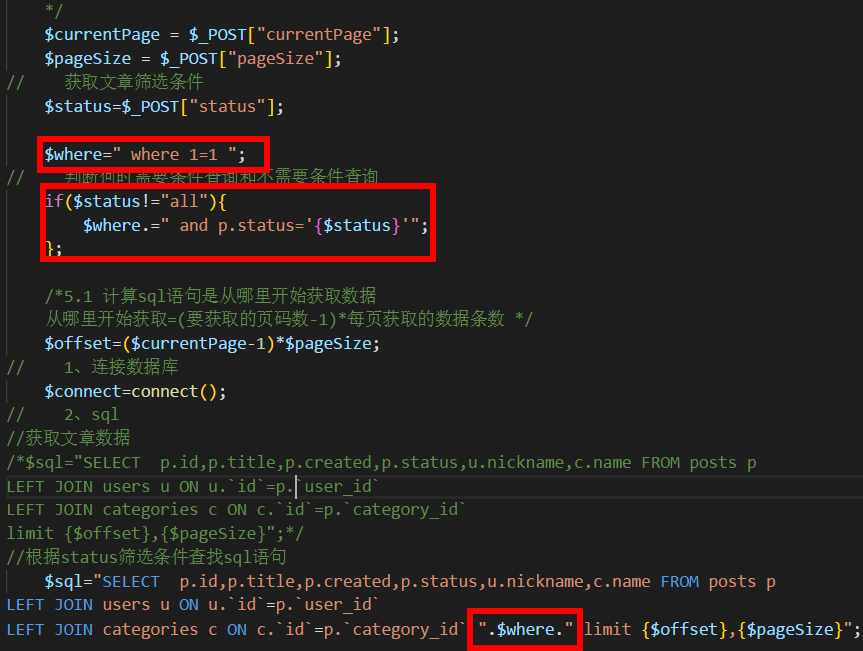 */
$currentPage = $_POST["currentPage"];
$pageSize = $_POST["pageSize"];
// 获取文章筛选条件
$status=$_POST["status"];
$where=" where 1=1 ";
// 判断何时需要条件查询和不需要条件查询
if($status!="all"){
$where.=" and p.status='{$status}'";
};
/*5.1 计算sql语句是从哪里开始获取数据
从哪里开始获取=(要获取的页码数-1)*每页获取的数据条数 */
$offset=($currentPage-1)*$pageSize;
// 1、连接数据库
$connect=connect();
// 2、sql
//获取文章数据
/*$sql="SELECT  p.id,p.title,p.created,p.status,u.nickname,c.name FROM posts p
LEFT JOIN users u ON u.`id`=p.`user_id`
LEFT JOIN categories c ON c.`id`=p.`category_id`
limit {$offset},{$pageSize}";*/
//根据status筛选条件查找sql语句
$sql="SELECT  p.id,p.title,p.created,p.status,u.nickname,c.name FROM posts p
LEFT JOIN users u ON u.`id`=p.`user_id`
LEFT JOIN categories c ON c.`id`=p.`category_id` ".$where." limit {$offset},{$pageSize}";